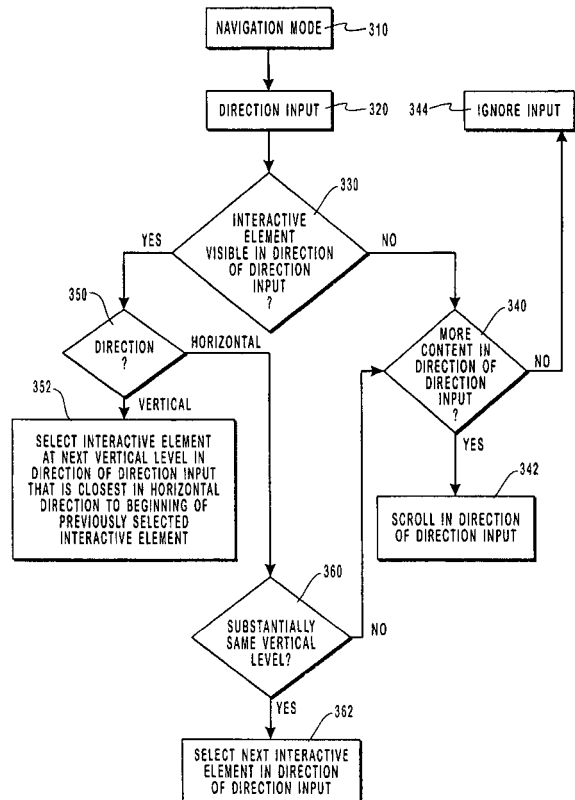 NAVIGATION MODE
310
DIRECTION INPUT
320
344
IGNORE INPUT
330
INTERACTIVE
ELEMENT
VISIBLE IN DIRECTION
OF DIRECTION
INPUT
?
YES
NO
350
DIRECTION
?
HORIZONTAL
VERTICAL
340
MORE
CONTENT IN
DIRECTION OF
DIRECTION
INPUT
?
NO
YES
352
SELECT INTERACTIVE ELEMENT
AT NEXT VERTICAL LEVEL IN
DIRECTION OF DIRECTION INPUT
THAT IS CLOSEST IN HORIZONTAL
DIRECTION TO BEGINNING OF
PREVIOUSLY SELECTED
INTERACTIVE ELEMENT
342
SCROLL IN DIRECTION
OF DIRECTION INPUT
360
SUBSTANTIALLY
SAME VERTICAL
LEVEL?
NO
YES
362
SELECT NEXT INTERACTIVE
ELEMENT IN DIRECTION
OF DIRECTION INPUT